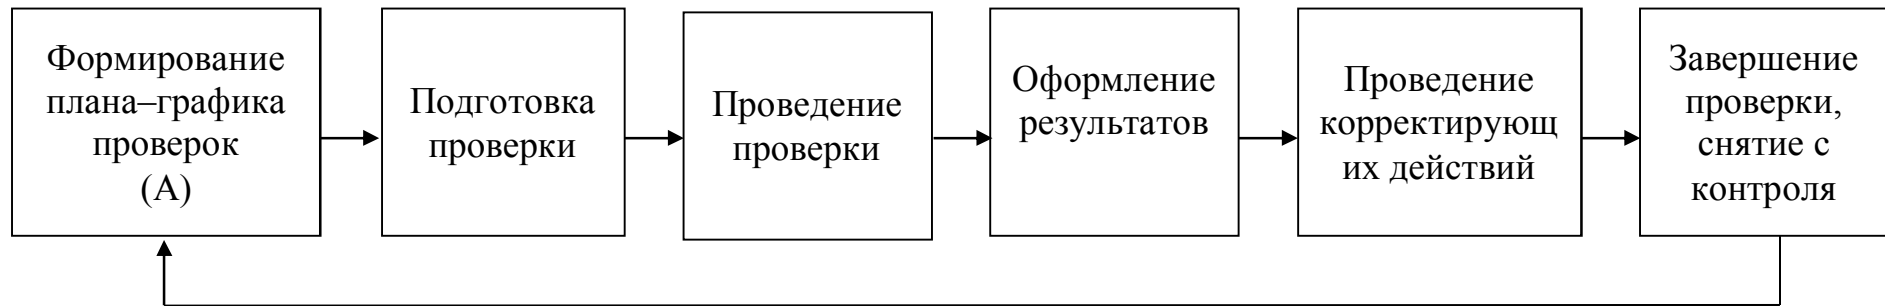 Формирование
плана–графика
проверок
(А)
Подготовка
проверки
Проведение
проверки
Оформление
результатов
Проведение
корректирующ
их действий
Завершение
проверки,
снятие с
контроля